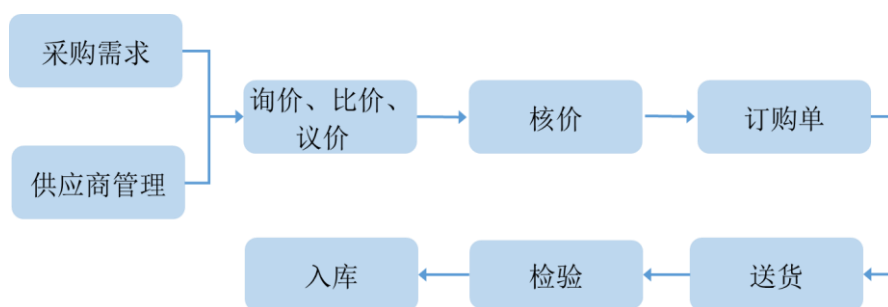 采购需求
供应商管理
询价、比价、
议价
核价
订购单
送货
检验
入库